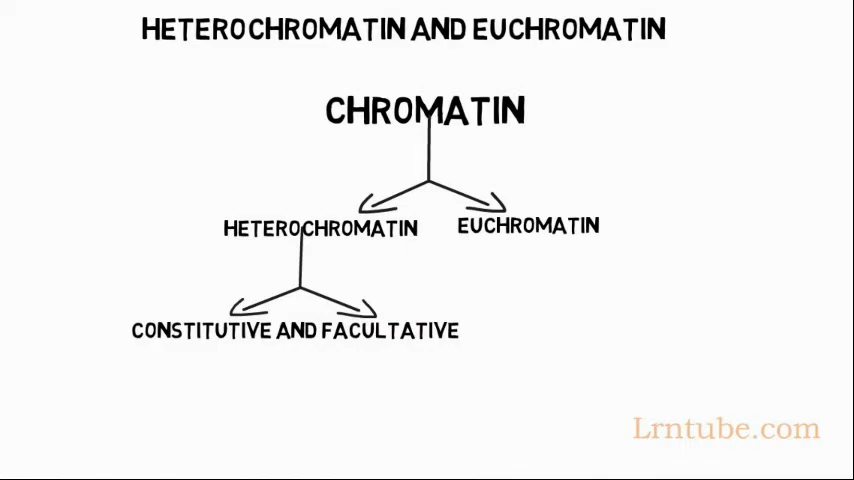 HETEROCHROMATIN AND EUCHROMATIN
CHROMATIN
HETEROCHROMATIN EUCHROMATIN
CONSTITUTIVE AND FACULTATIVE
Lrntube.com